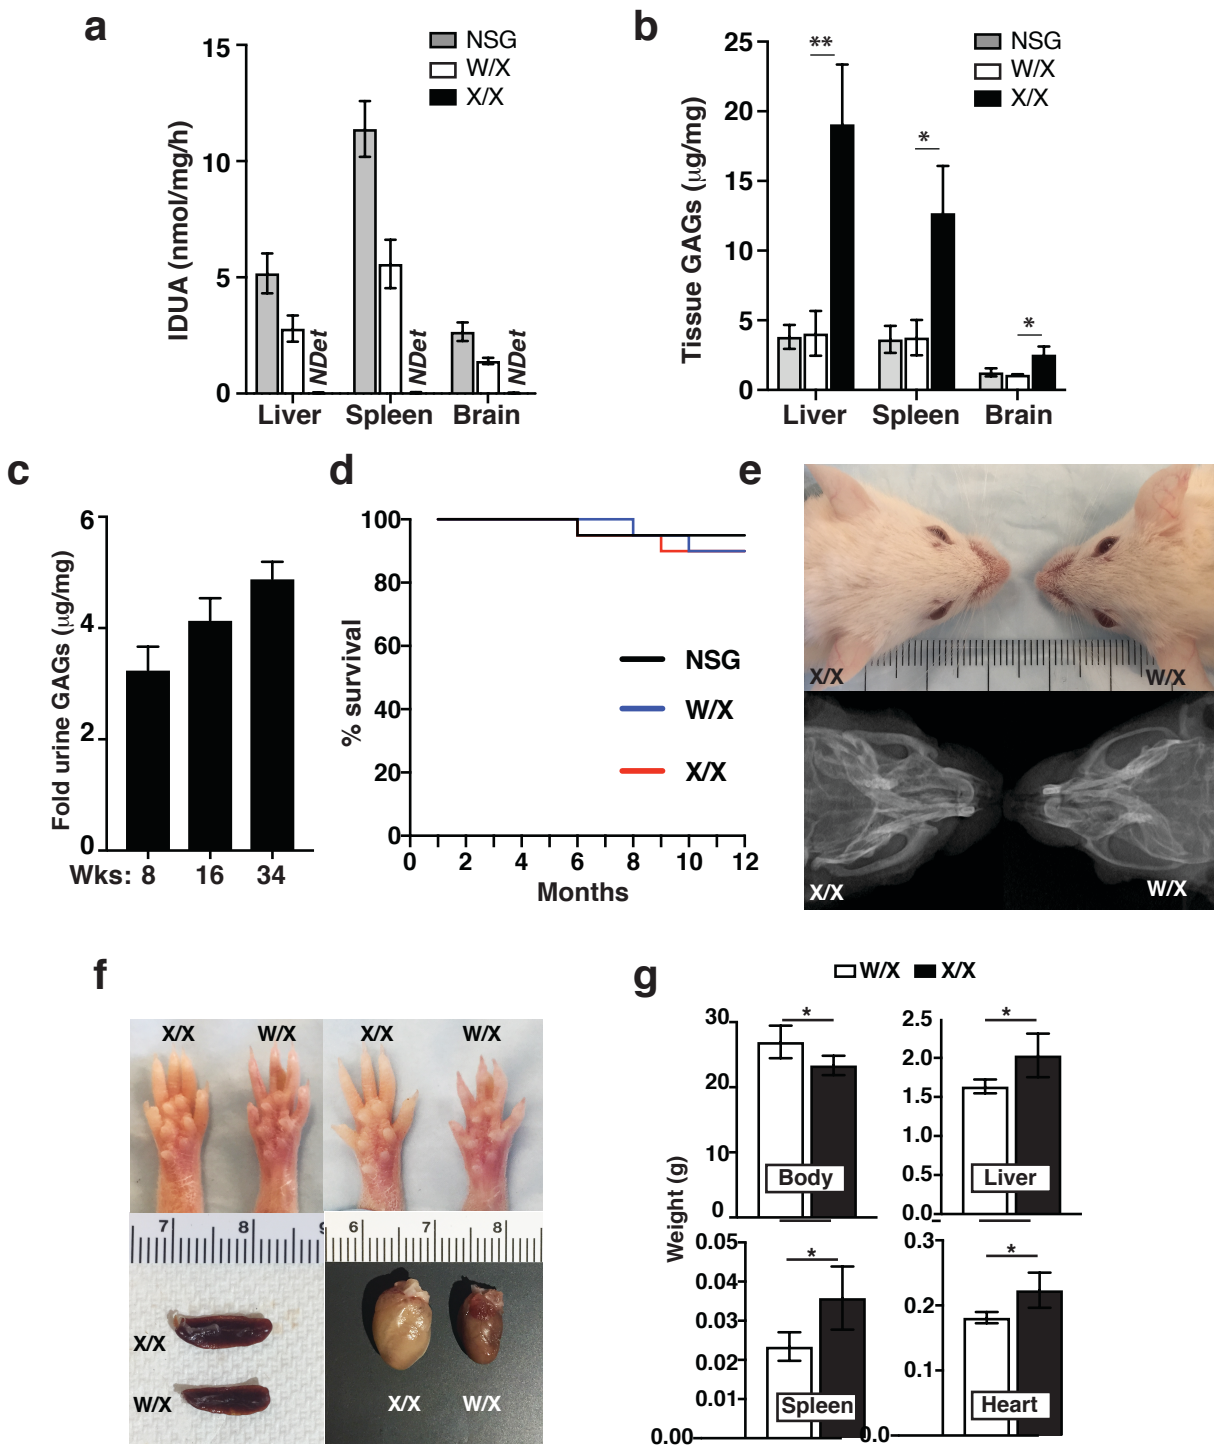 a
15
10
5
0
IDUA (nmol/mg/h)
NSG
W/X
X/X
NDet
NDet
NDet
Liver Spleen Brain
b
25
20
15
10
5
0
Tissue GAGs (μg/mg)
NSG
W/X
X/X
**
*
*
Liver Spleen Brain
c
6
4
2
0
Fold urine GAGs (μg/mg)
Wks: 8 16 34
d
100
80
60
40
20
0
% survival
NSG
W/X
X/X
0 2 4 6 8 10 12
Months
e
X/X W/X
X/X W/X
f
X/X W/X X/X W/X
7 8 9 6 7 8
X/X
W/X
X/X W/X
g
W/X X/X
Weight (g)
30
20
10
0
*
Body
2.5
2.0
1.5
1.0
0.5
0.0
*
Liver
0.05
0.04
0.03
0.02
0.01
0.00
*
Spleen
0.3
0.2
0.1
0.0
*
Heart